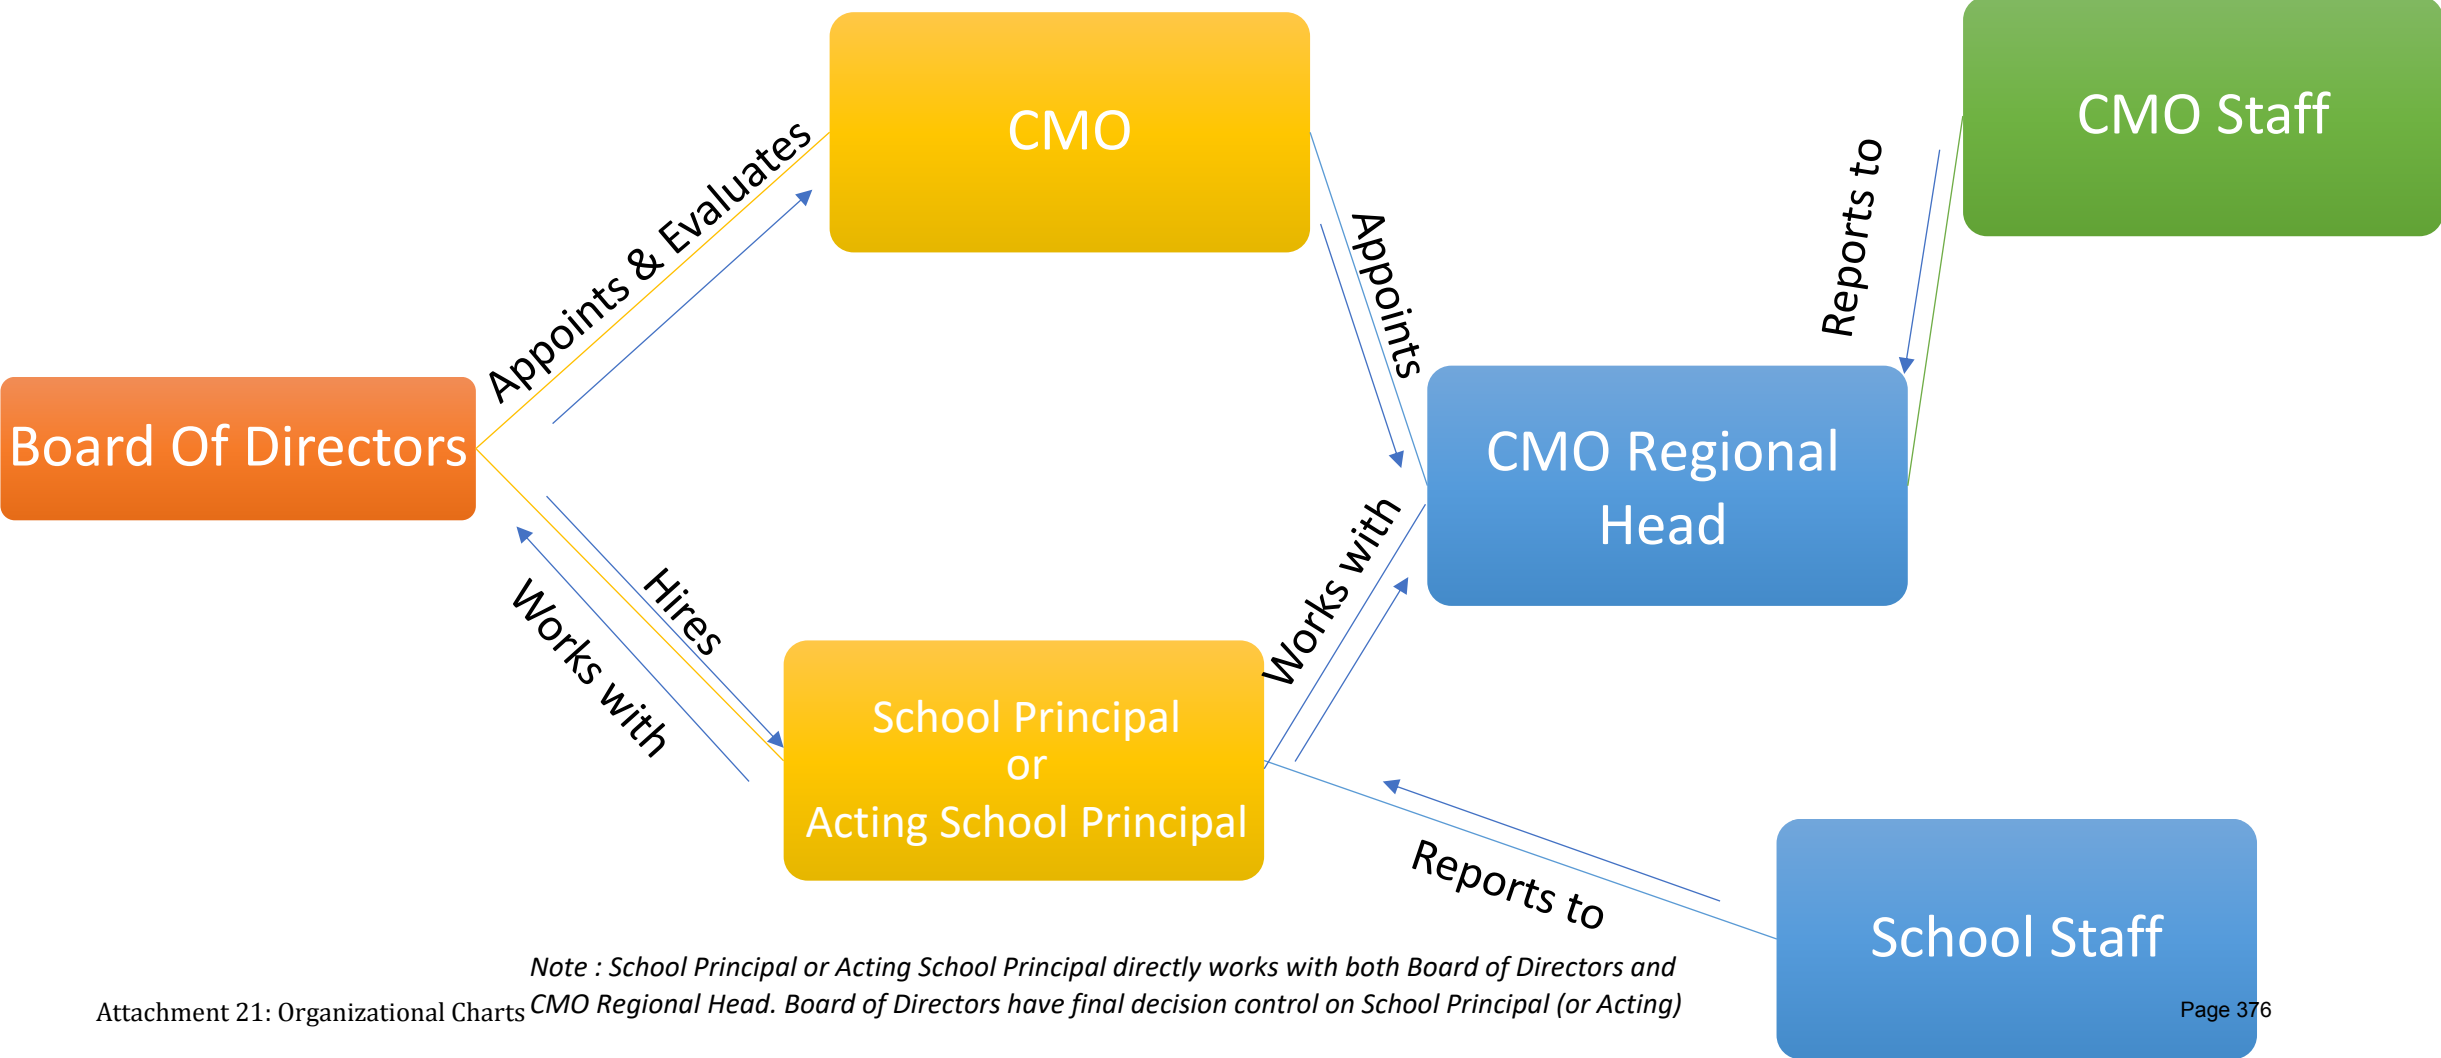 CMO
CMO Staff
Appoints & Evaluates
Appoints
Reports to
Board Of Directors
CMO Regional
Head
Hires
Works with
Works with
School Principal
or
Acting School Principal
Reports to
School Staff
Note : School Principal or Acting School Principal directly works with both Board of Directors and
CMO Regional Head. Board of Directors have final decision control on School Principal (or Acting)
Attachment 21: Organizational Charts
Page 376